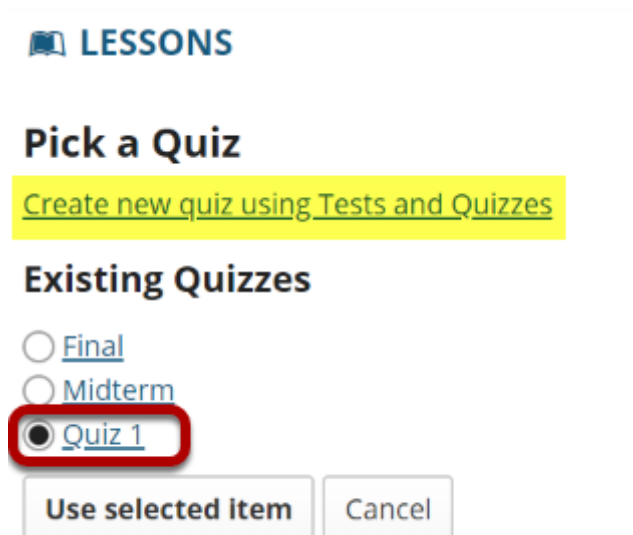 LESSONS
Pick a Quiz
Create new quiz using Tests and Quizzes
Existing Quizzes
Final
Midterm
Quiz 1
Use selected item Cancel